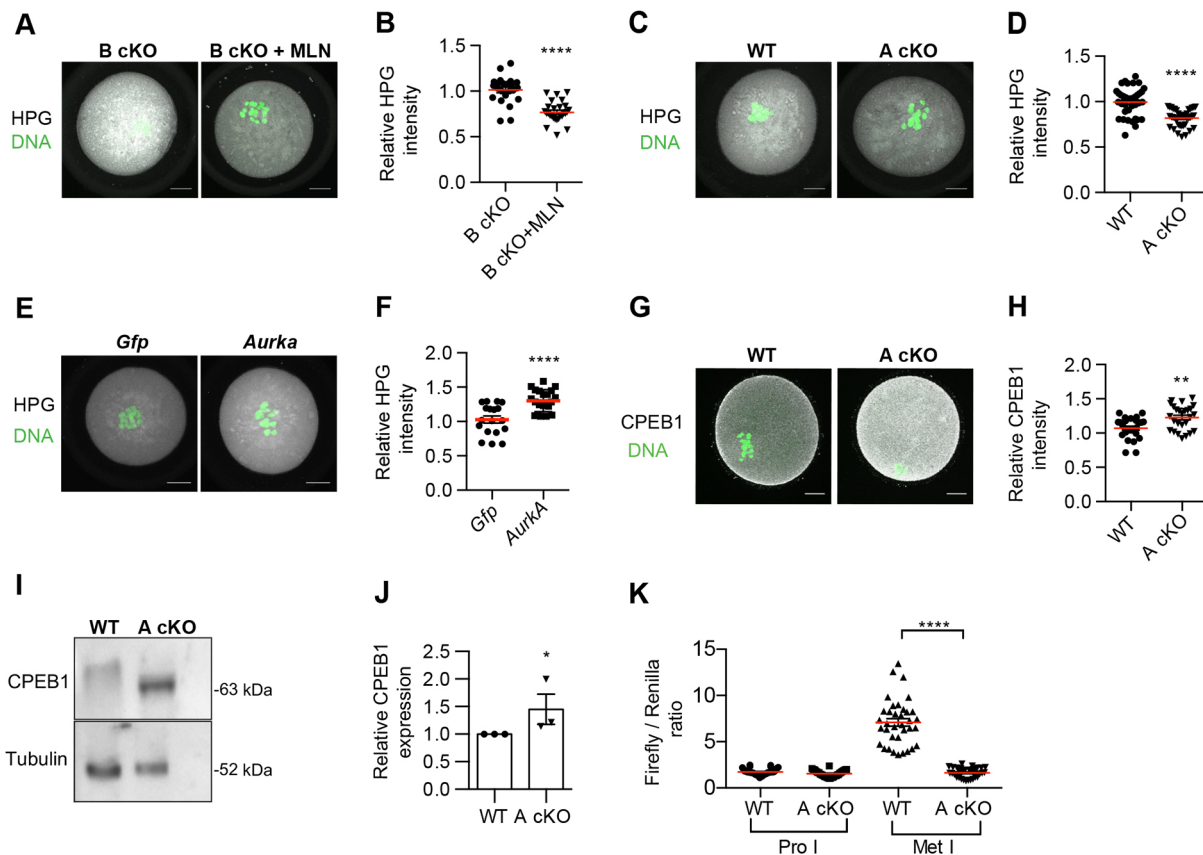 A
B cKO
B cKO + MLN
HPG
DNA
B
Relative HPG
intensity
1.5
1.0
0.5
0.0
****
B cKO
B cKO+MLN
C
WT
A cKO
HPG
DNA
D
Relative HPG
intensity
1.5
1.0
0.5
0.0
****
WT
A cKO
E
Gfp
Aurka
HPG
DNA
F
Relative HPG
intensity
2.0
1.5
1.0
0.5
0.0
****
Gfp
AurkA
G
WT
A cKO
CPEB1
DNA
H
Relative CPEB1
intensity
2.0
1.5
1.0
0.5
0.0
**
WT
A cKO
I
WT A cKO
CPEB1
-63 kDa
Tubulin
-52 kDa
J
Relative CPEB1
expression
2.5
2.0
1.5
1.0
0.5
0.0
*
WT A cKO
K
Firefly / Renilla
ratio
15
10
5
0
****
WT A cKO WT A cKO
Pro I Met I